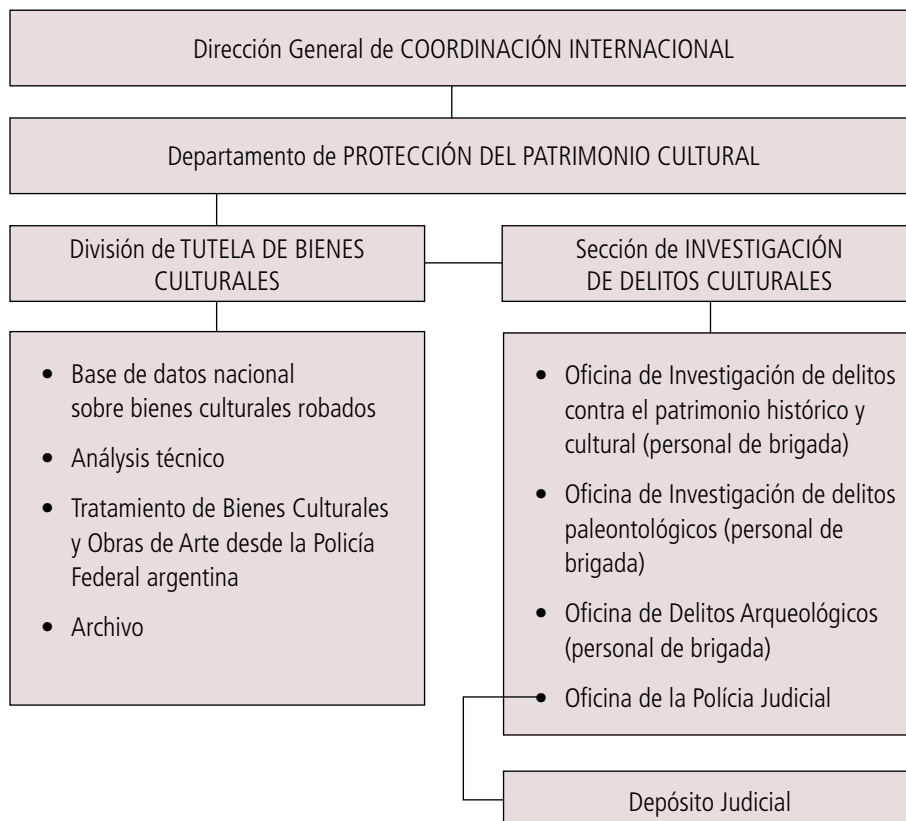 Dirección General de COORDINACIÓN INTERNACIONAL
Departamento de PROTECCIÓN DEL PATRIMONIO CULTURAL
División de TUTELA DE BIENES
CULTURALES
Sección de INVESTIGACIÓN
DE DELITOS CULTURALES
• Base de datos nacional
sobre bienes culturales robados
• Análysis técnico
• Tratamiento de Bienes Culturales
y Obras de Arte desde la Policía
Federal argentina
• Archivo
• Oficina de Investigación de delitos
contra el patrimonio histórico y
cultural (personal de brigada)
• Oficina de Investigación de delitos
paleontológicos (personal de
brigada)
• Oficina de Delitos Arqueológicos
(personal de brigada)
• Oficina de la Polícia Judicial
Depósito Judicial